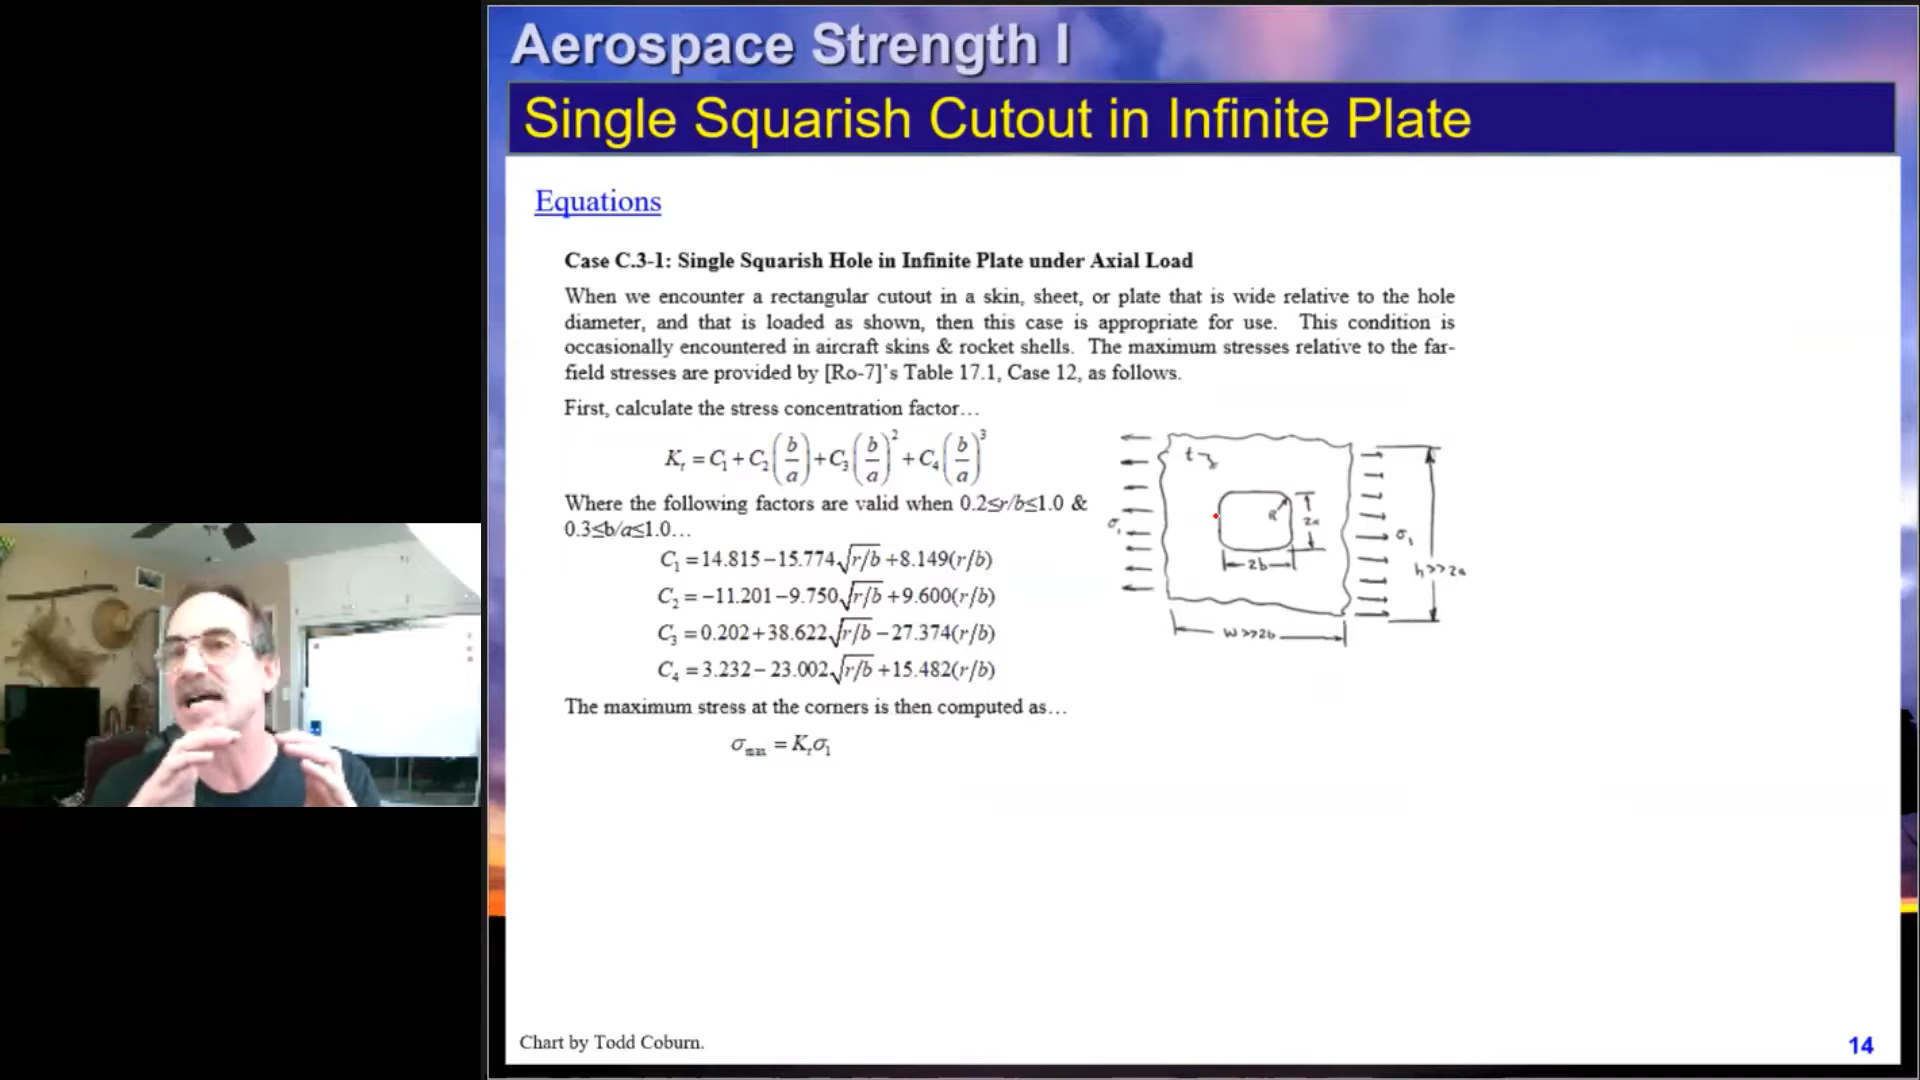 Aerospace Strength I
Single Squarish Cutout in Infinite Plate
Equations
Case C.3-1: Single Squarish Hole in Infinite Plate under Axial Load
When we encounter a rectangular cutout in a skin, sheet, or plate that is wide relative to the hole
diameter, and that is loaded as shown, then this case is appropriate for use. This condition is
occasionally encountered in aircraft skins & rocket shells. The maximum stresses relative to the far-
field stresses are provided by [Ro-7]'s Table 17.1, Case 12, as follows.
First, calculate the stress concentration factor…
Kₜ = C₁ + C₂(b/a) + C₃(b/a)² + C₄(b/a)³
Where the following factors are valid when 0.2≤r/b≤1.0 &
0.3≤b/a≤1.0…
C₁ = 14.815 − 15.774√r/b + 8.149(r/b)
C₂ = −11.201 − 9.750√r/b + 9.600(r/b)
C₃ = 0.202 + 38.622√r/b − 27.374(r/b)
C₄ = 3.232 − 23.002√r/b + 15.482(r/b)
The maximum stress at the corners is then computed as…
σmax = Kₜσ₁
t
R
2a
σ₁
σ₁
2b
h>>2a
w>>2b
Chart by Todd Coburn.
14